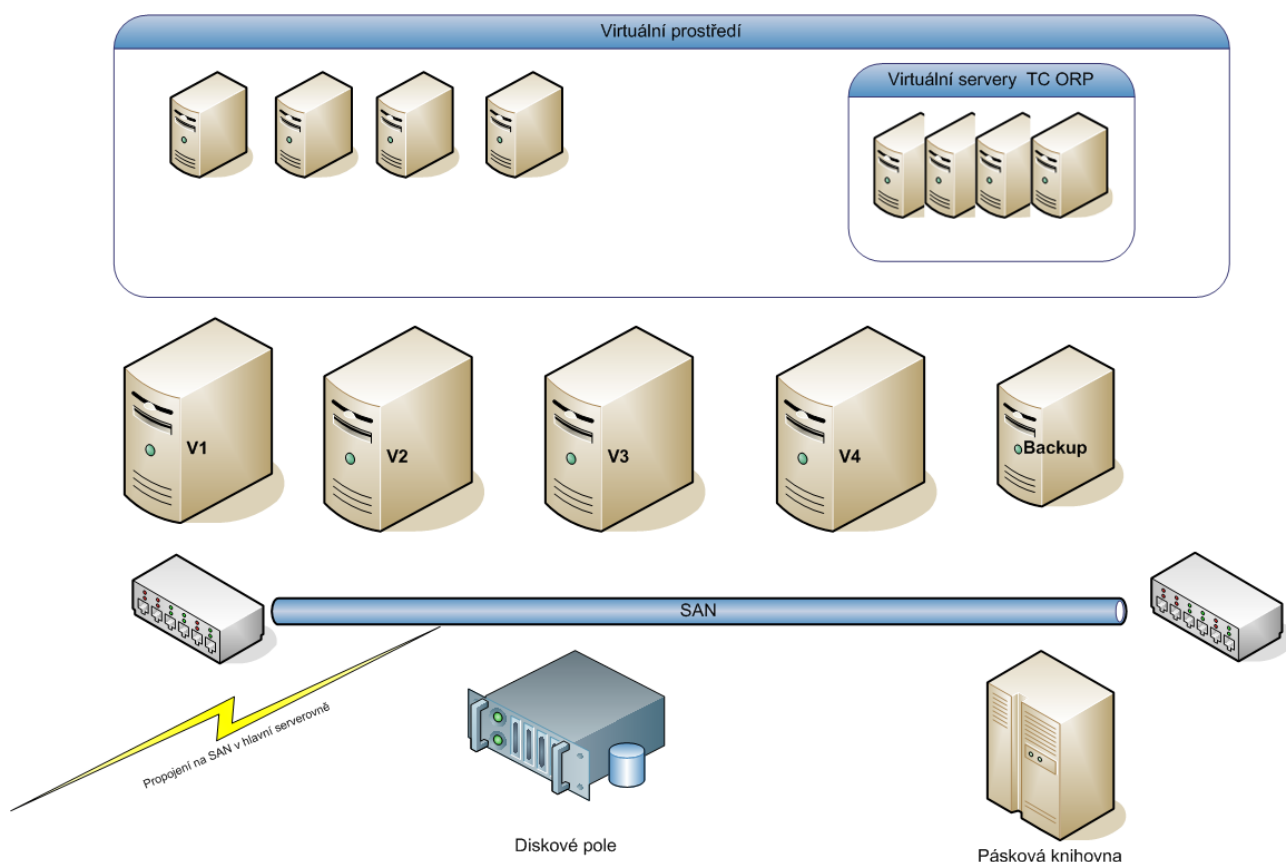 Virtuální prostředí
Virtuální servery TC ORP
V1
V2
V3
V4
Backup
SAN
Propojení na SAN v hlavní serverovně
Diskové pole
Pásková knihovna